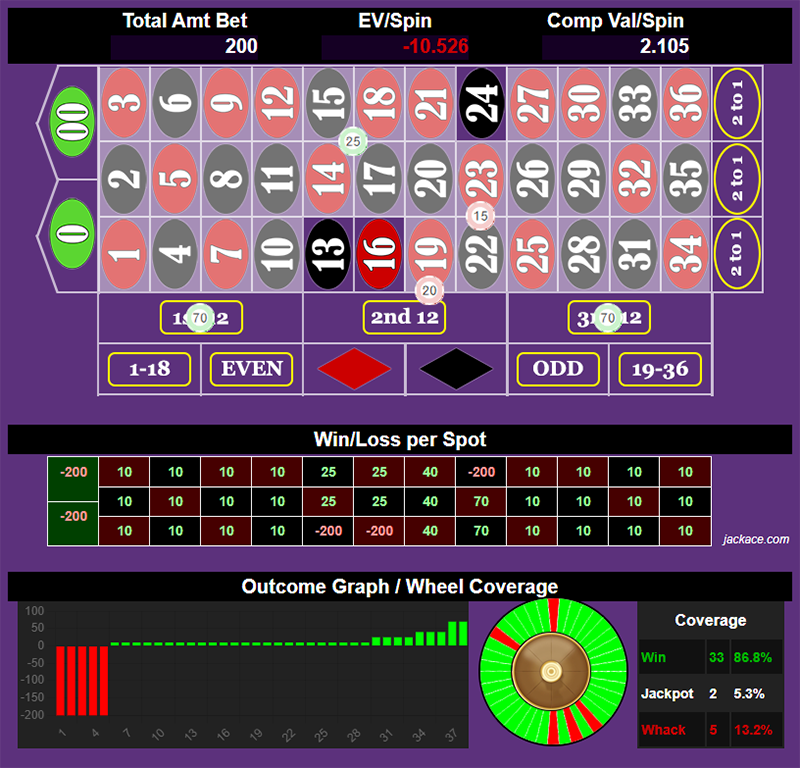 Total Amt Bet EV/Spin Comp Val/Spin
200 -10.526 2.105
00 3 6 9 12 15 18 21 24 27 30 33 36 2 to 1
25
2 5 8 11 14 17 20 23 26 29 32 35 2 to 1
15
0 1 4 7 10 13 16 19 22 25 28 31 34 2 to 1
20
70 2nd 12 70
1-18 EVEN ODD 19-36
Win/Loss per Spot
-200 10 10 10 10 25 25 40 -200 10 10 10 10
10 10 10 10 25 25 40 70 10 10 10 10
-200 10 10 10 10 -200 -200 40 70 10 10 10 10
jackace.com
Outcome Graph / Wheel Coverage
100
50
0
-50
-100
-150
-200
1 4 7 10 13 16 19 22 25 28 31 34 37
Coverage
Win 33 86.8%
Jackpot 2 5.3%
Whack 5 13.2%